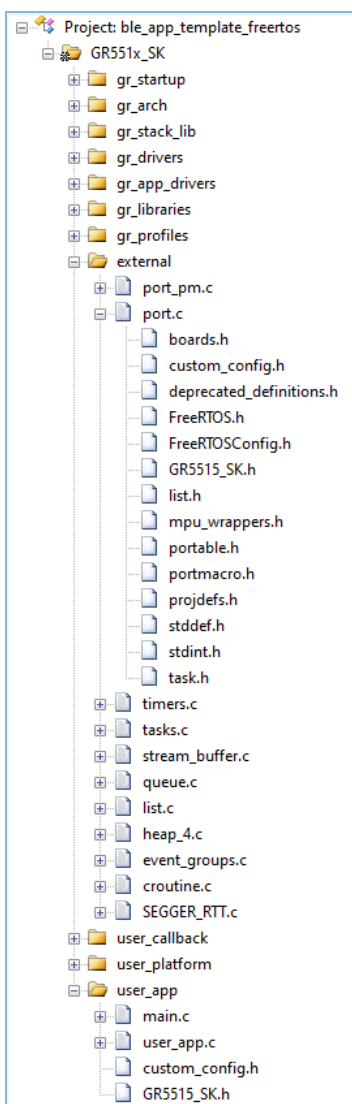 Project: ble_app_template_freertos
GR551x_SK
gr_startup
gr_arch
gr_stack_lib
gr_drivers
gr_app_drivers
gr_libraries
gr_profiles
external
port_pm.c
port.c
boards.h
custom_config.h
deprecated_definitions.h
FreeRTOS.h
FreeRTOSConfig.h
GR5515_SK.h
list.h
mpu_wrappers.h
portable.h
portmacro.h
projdefs.h
stddef.h
stdint.h
task.h
timers.c
tasks.c
stream_buffer.c
queue.c
list.c
heap_4.c
event_groups.c
croutine.c
SEGGER_RTT.c
user_callback
user_platform
user_app
main.c
user_app.c
custom_config.h
GR5515_SK.h